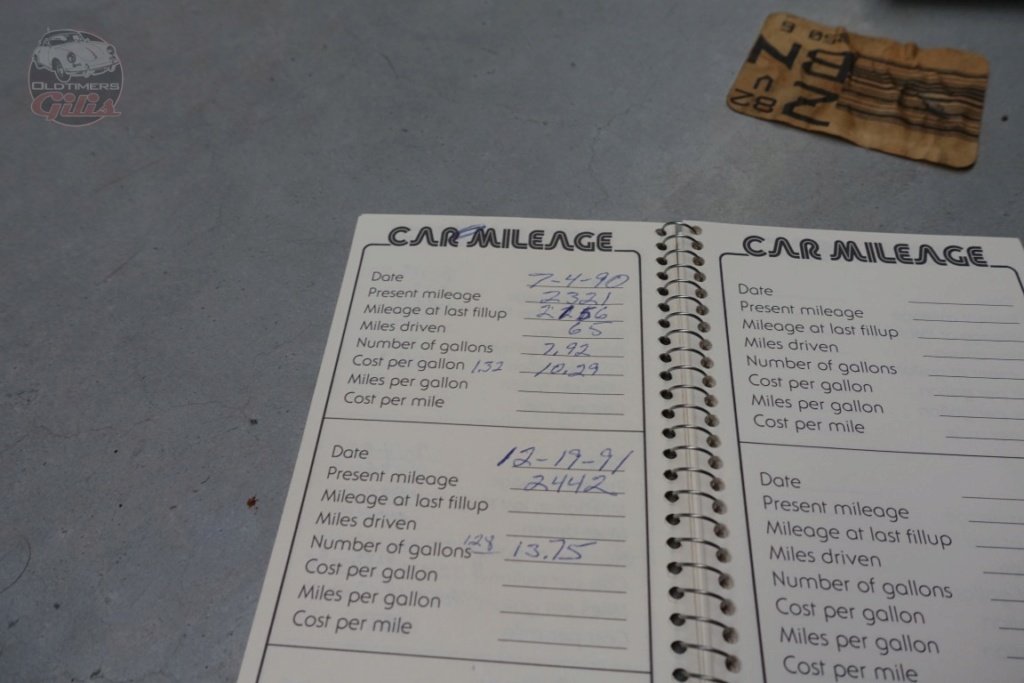 OLDTIMERS
Gilis
CAR MILEAGE
Date 7-4-90
Present mileage 2321
Mileage at last fillup 2256
Miles driven 65
Number of gallons 7.92
Cost per gallon 1.32 10.29
Miles per gallon
Cost per mile
Date 12-19-91
Present mileage 2442
Mileage at last fillup
Miles driven
Number of gallons 128 13.75
Cost per gallon
Miles per gallon
Cost per mile
CAR MILEAGE
Date
Present mileage
Mileage at last fillup
Miles driven
Number of gallons
Cost per gallon
Miles per gallon
Cost per mile
Date
Present mileage
Mileage at last fillup
Miles driven
Number of gallons
Cost per gallon
Miles per gallon
Cost per mile